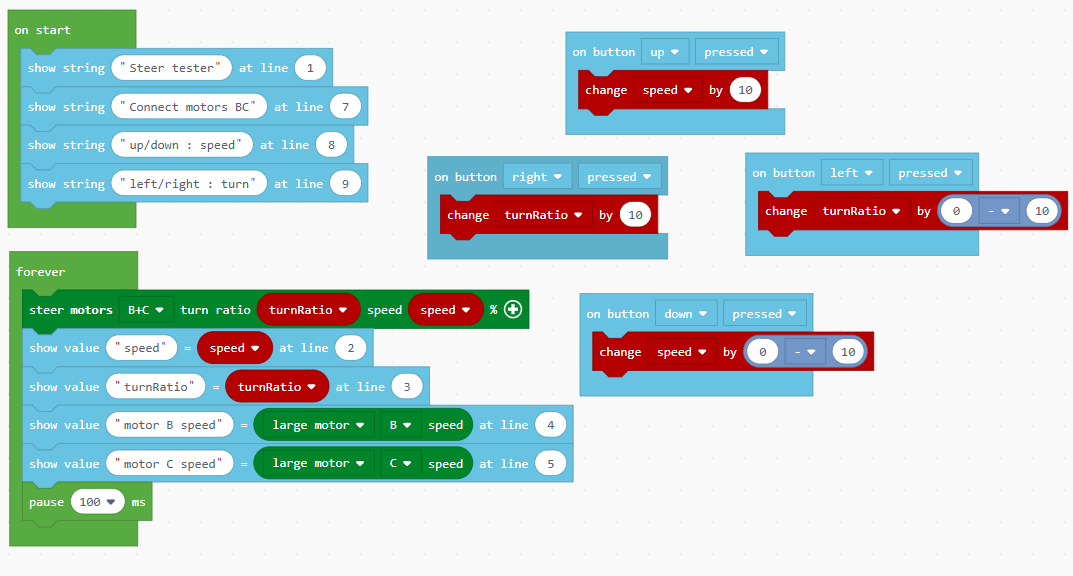 on start
show string "Steer tester" at line 1
show string "Connect motors BC" at line 7
show string "up/down : speed" at line 8
show string "left/right : turn" at line 9
forever
steer motors B+C turn ratio turnRatio speed speed %
show value "speed" = speed at line 2
show value "turnRatio" = turnRatio at line 3
show value "motor B speed" = large motor B speed at line 4
show value "motor C speed" = large motor C speed at line 5
pause 100 ms
on button up pressed
change speed by 10
on button right pressed
change turnRatio by 10
on button left pressed
change turnRatio by 0 - 10
on button down pressed
change speed by 0 - 10